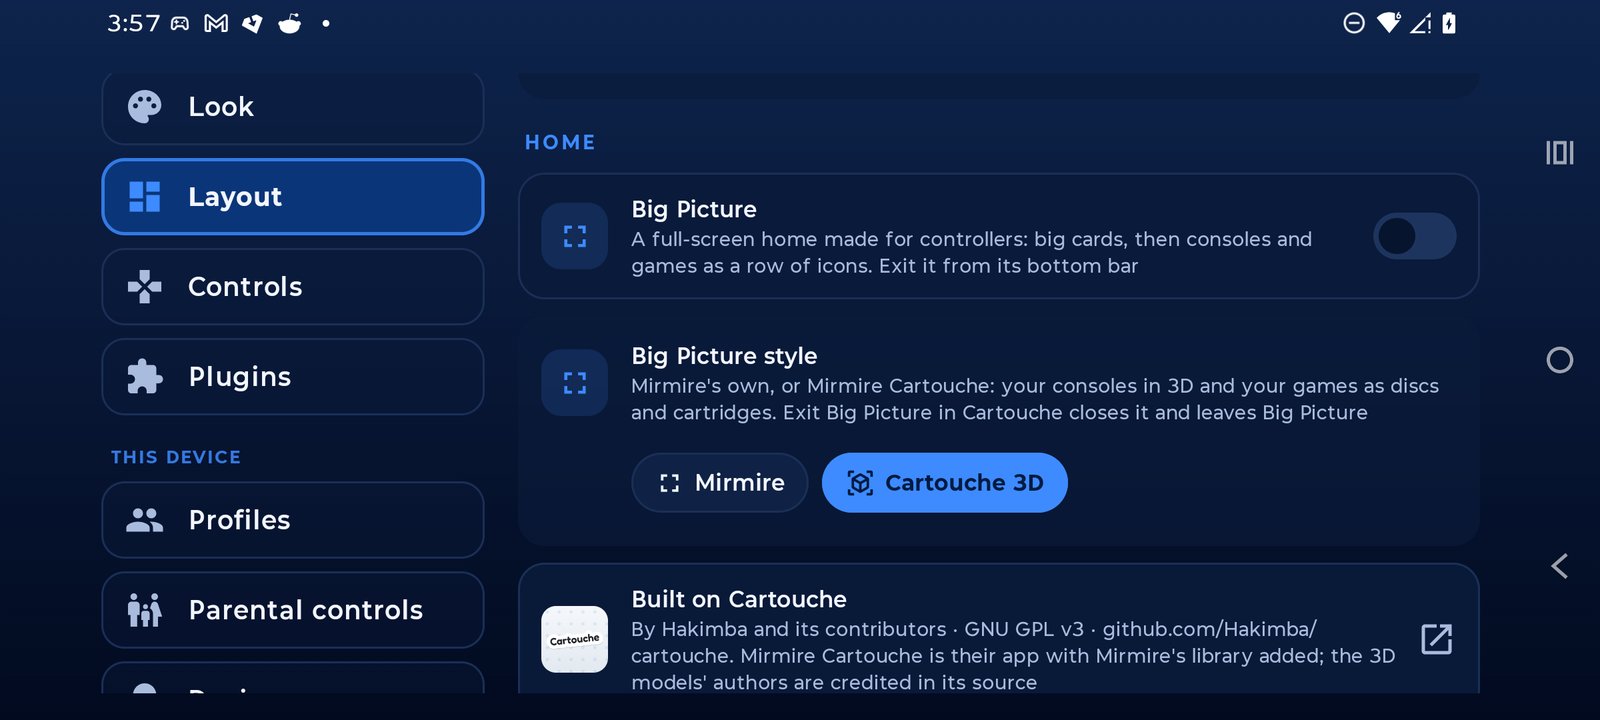 3:57
Look
Layout
Controls
Plugins
THIS DEVICE
Profiles
Parental controls
HOME
Big Picture
A full-screen home made for controllers: big cards, then consoles and
games as a row of icons. Exit it from its bottom bar
Big Picture style
Mirmire's own, or Mirmire Cartouche: your consoles in 3D and your games as discs
and cartridges. Exit Big Picture in Cartouche closes it and leaves Big Picture
Mirmire
Cartouche 3D
Cartouche
Built on Cartouche
By Hakimba and its contributors · GNU GPL v3 · github.com/Hakimba/
cartouche. Mirmire Cartouche is their app with Mirmire's library added; the 3D
models' authors are credited in its source